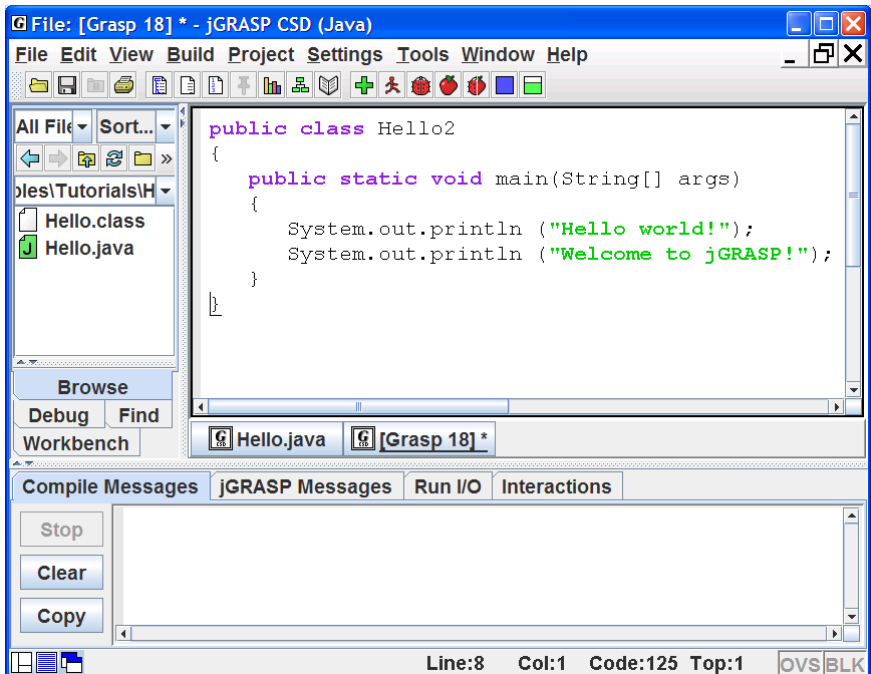 File: [Grasp 18] * - jGRASP CSD (Java)
File Edit View Build Project Settings Tools Window Help
All File Sort...
ples\Tutorials\H
Hello.class
Hello.java
Browse
Debug Find
Workbench
public class Hello2
{
public static void main(String[] args)
{
System.out.println ("Hello world!");
System.out.println ("Welcome to jGRASP!");
}
}
Hello.java [Grasp 18] *
Compile Messages jGRASP Messages Run I/O Interactions
Stop
Clear
Copy
Line:8 Col:1 Code:125 Top:1 OVS BLK